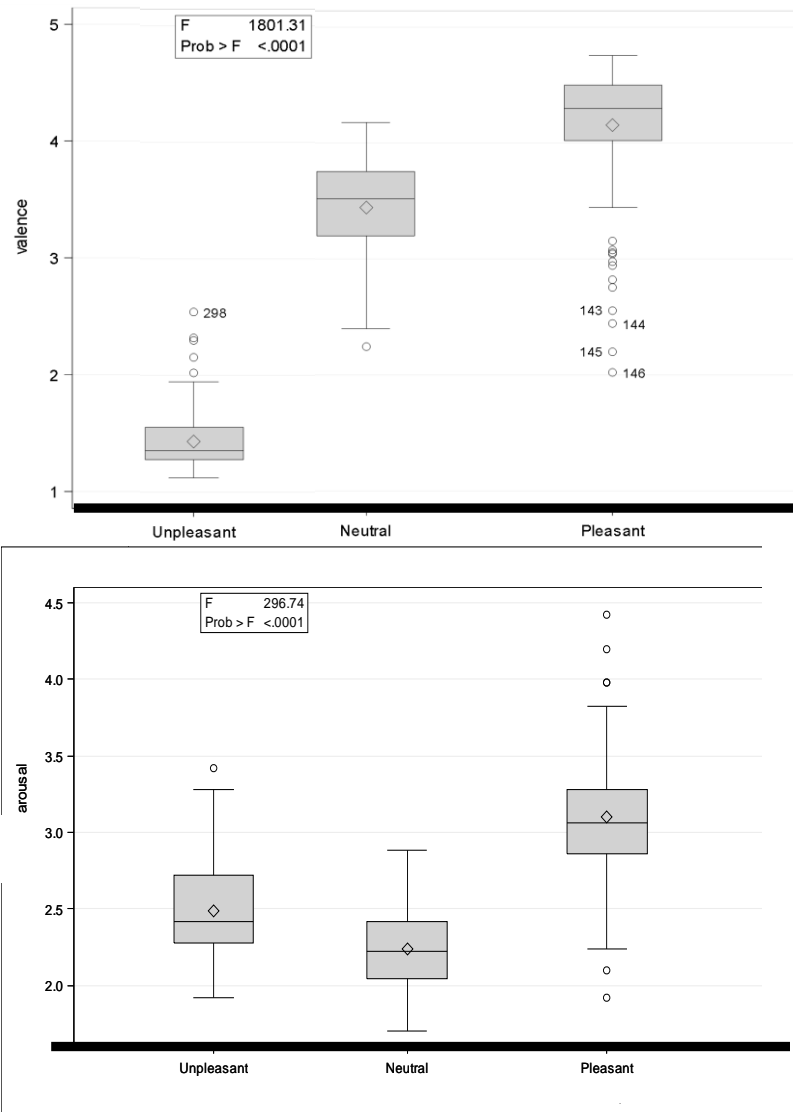 5
F 1801.31
Prob > F <.0001
4
valence
3
298
143
144
2
145
146
1
Unpleasant Neutral Pleasant
4.5
F 296.74
Prob > F <.0001
4.0
3.5
arousal
3.0
2.5
2.0
Unpleasant Neutral Pleasant